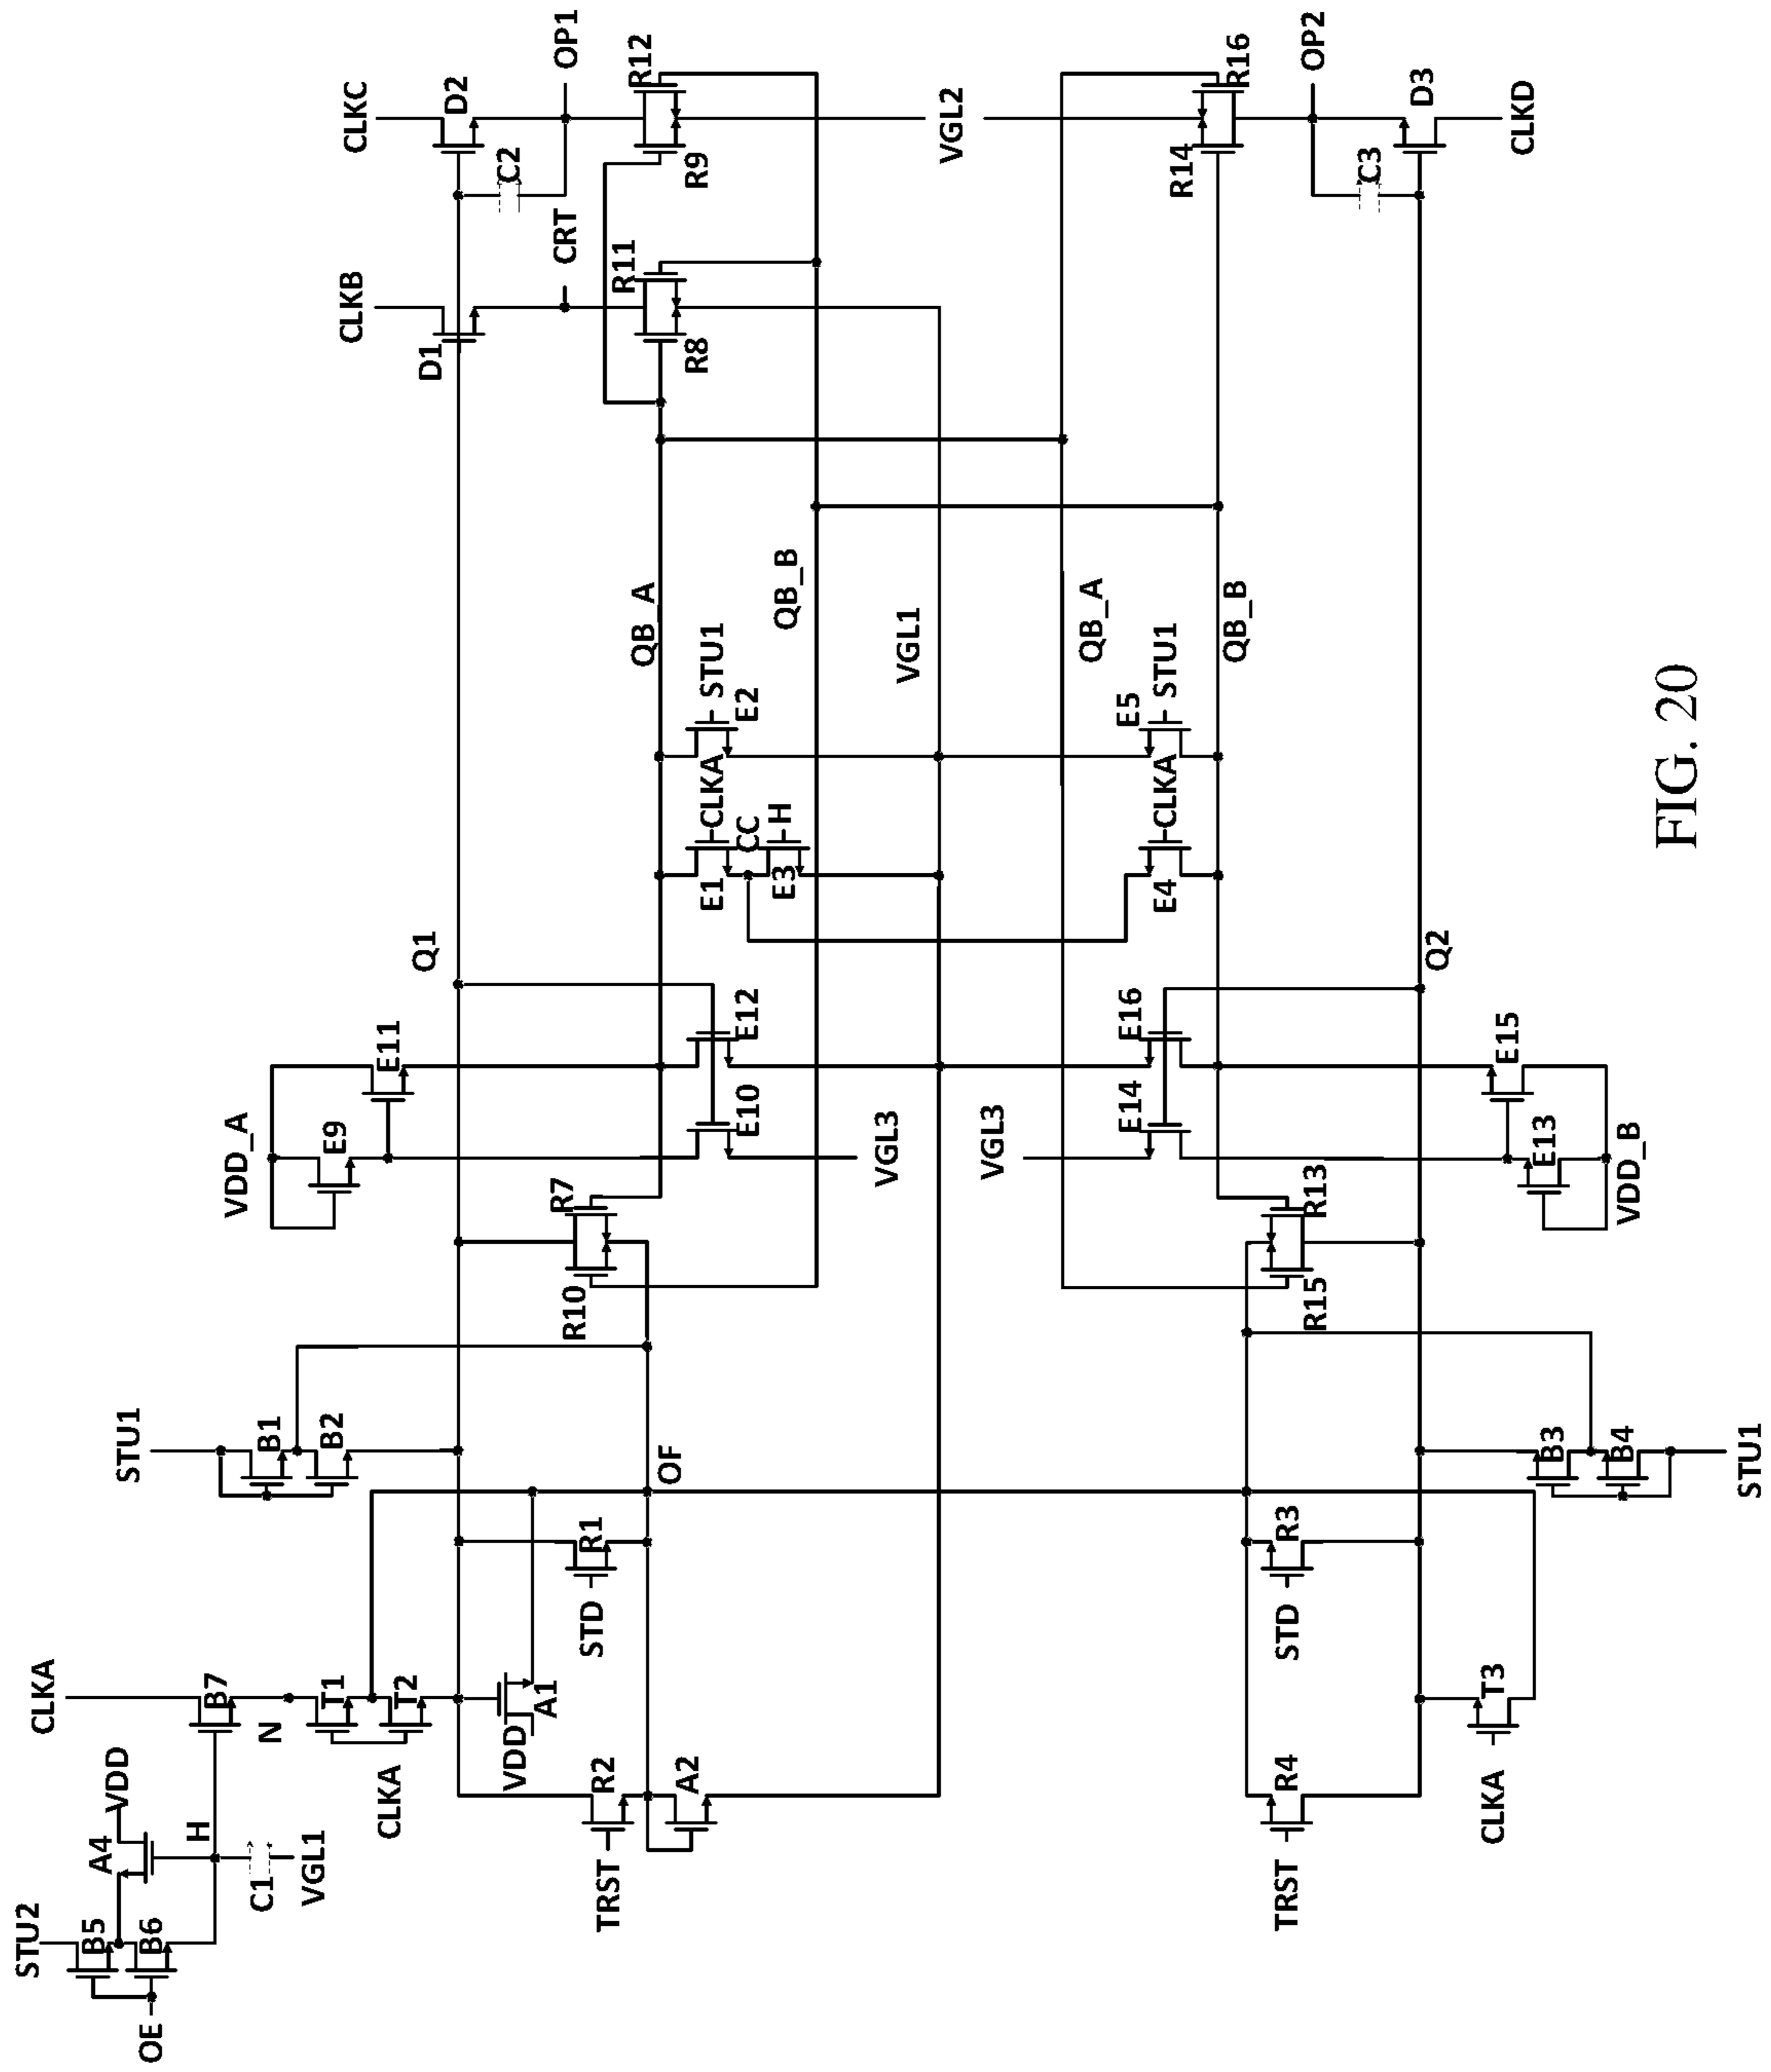 CLKC
D2
C2
OP1
R12
R9
VGL2
R16
R14
OP2
C3
D3
CLKD
CLKB
D1
CRT
R11
R8
QB_A
QB_B
VGL1
QB_A
QB_B
STU1
E2
CLKA
E1
CC
H
E3
STU1
E5
CLKA
E4
Q1
Q2
VDD_A
E11
E9
E12
E10
VGL3
VGL3
E16
E14
E15
E13
VDD_B
R7
R10
R13
R15
STU1
B1
B2
OF
B3
B4
STU1
R1
STD
R3
STD
CLKA
B7
N
T1
T2
CLKA
VDD
A1
R2
TRST
A2
R4
TRST
T3
CLKA
VDD
A4
H
C1
VGL1
STU2
B5
B6
OE
FIG. 20